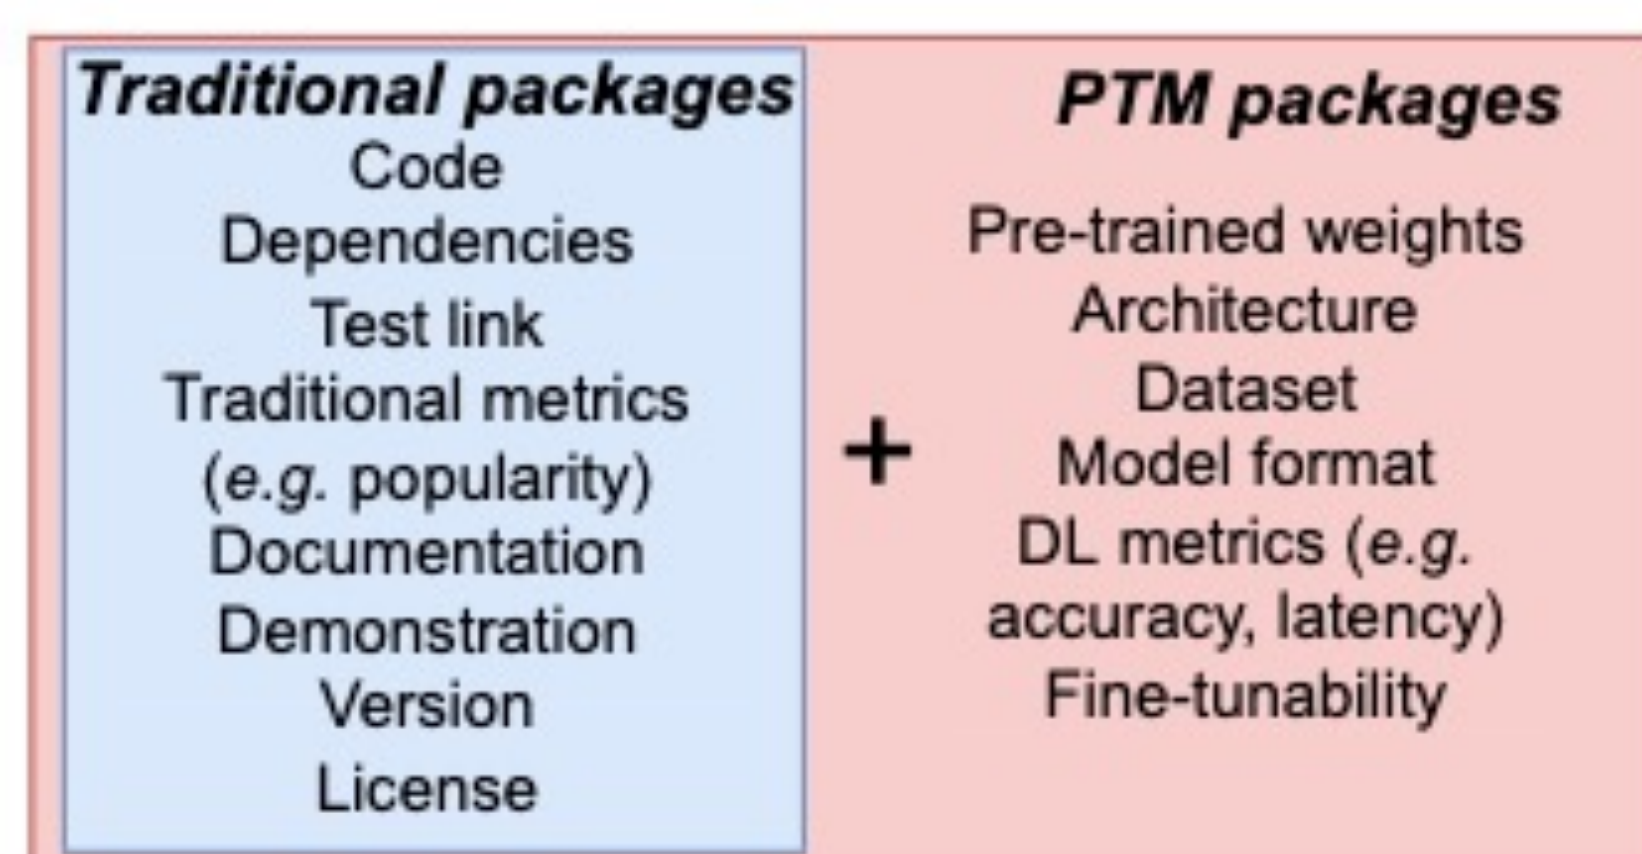 Traditional packages
Code
Dependencies
Test link
Traditional metrics
(e.g. popularity)
Documentation
Demonstration
Version
License
+
PTM packages
Pre-trained weights
Architecture
Dataset
Model format
DL metrics (e.g.
accuracy, latency)
Fine-tunability